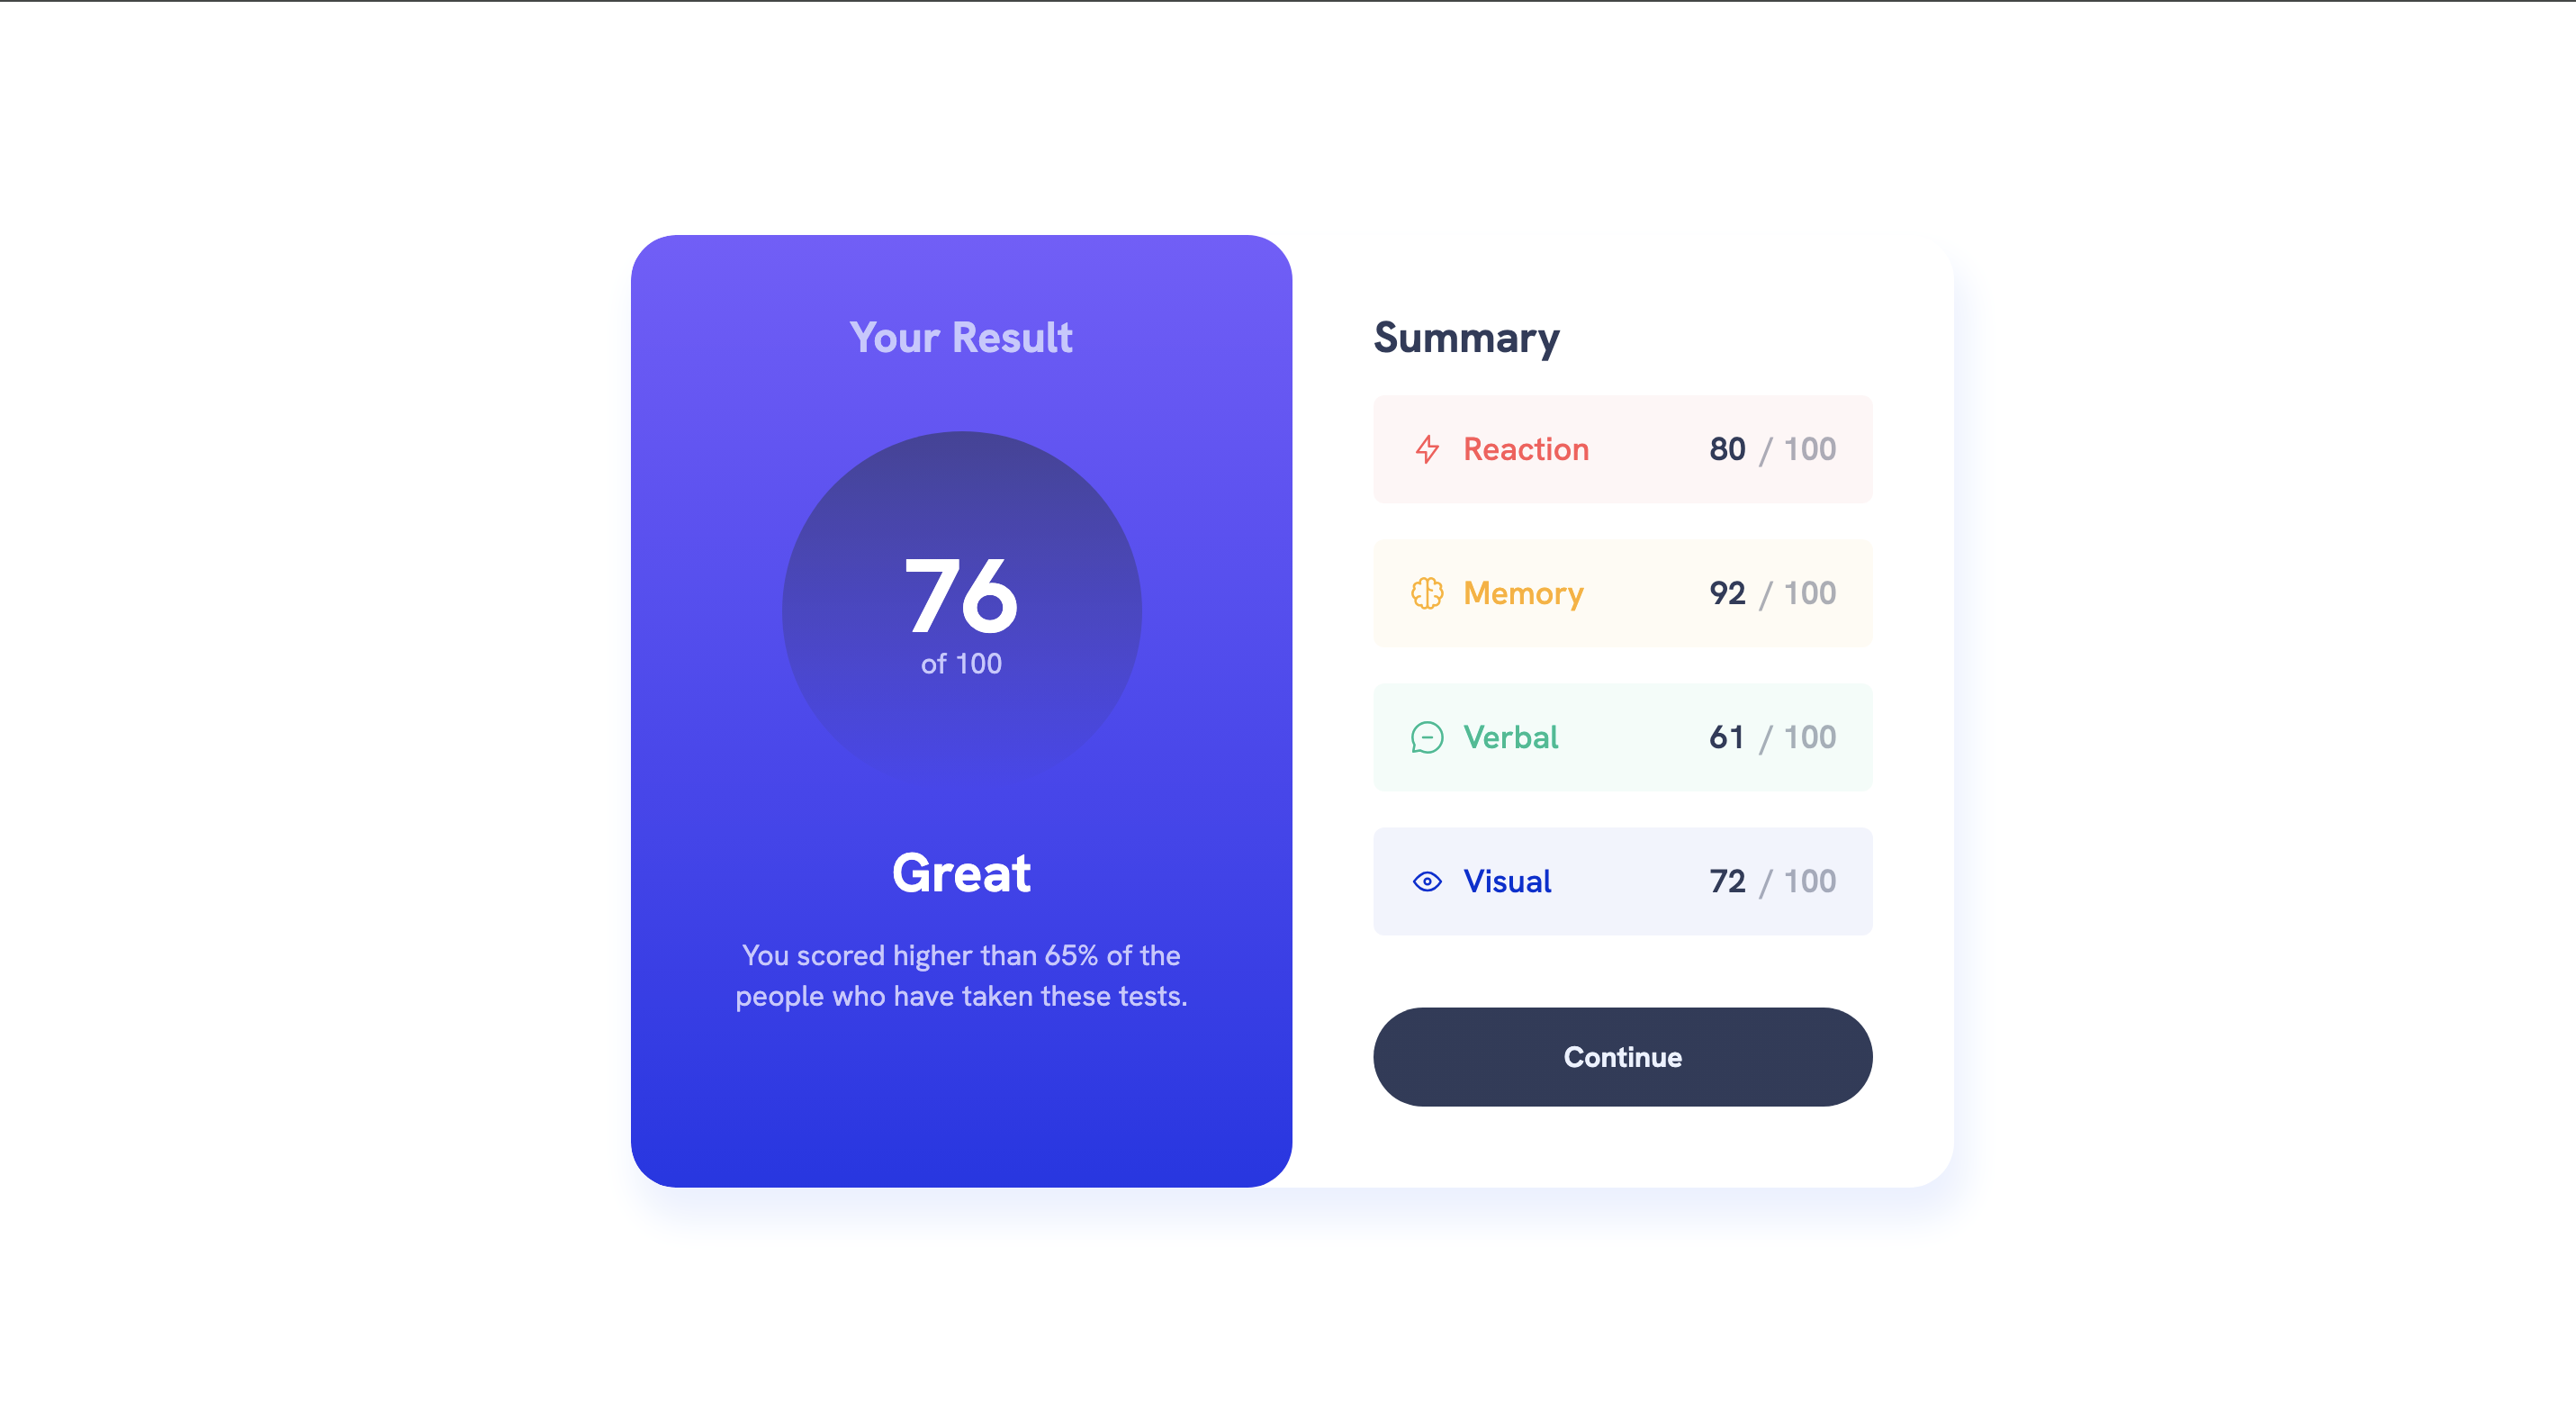 Your Result
76
of 100
Great
You scored higher than 65% of the
people who have taken these tests.
Summary
Reaction 80 / 100
Memory 92 / 100
Verbal 61 / 100
Visual 72 / 100
Continue